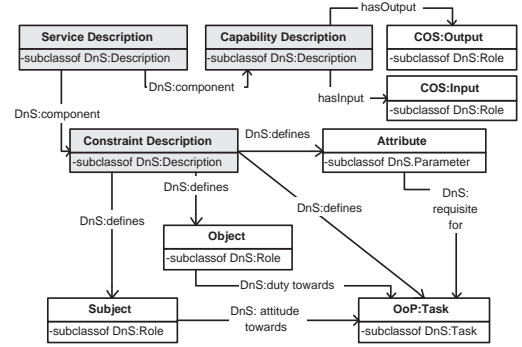 hasOutput
Service Description
-subclassof DnS:Description
Capability Description
-subclassof DnS:Description
COS:Output
-subclassof DnS:Role
DnS:component
hasInput
COS:Input
-subclassof DnS:Role
DnS:component
Constraint Description
-subclassof DnS:Description
DnS:defines
Attribute
-subclassof DnS.Parameter
DnS:defines
DnS:defines
DnS:defines
DnS:
requisite
for
Object
-subclassof DnS:Role
DnS:duty towards
Subject
-subclassof DnS:Role
DnS: attitude
towards
OoP:Task
-subclassof DnS:Task